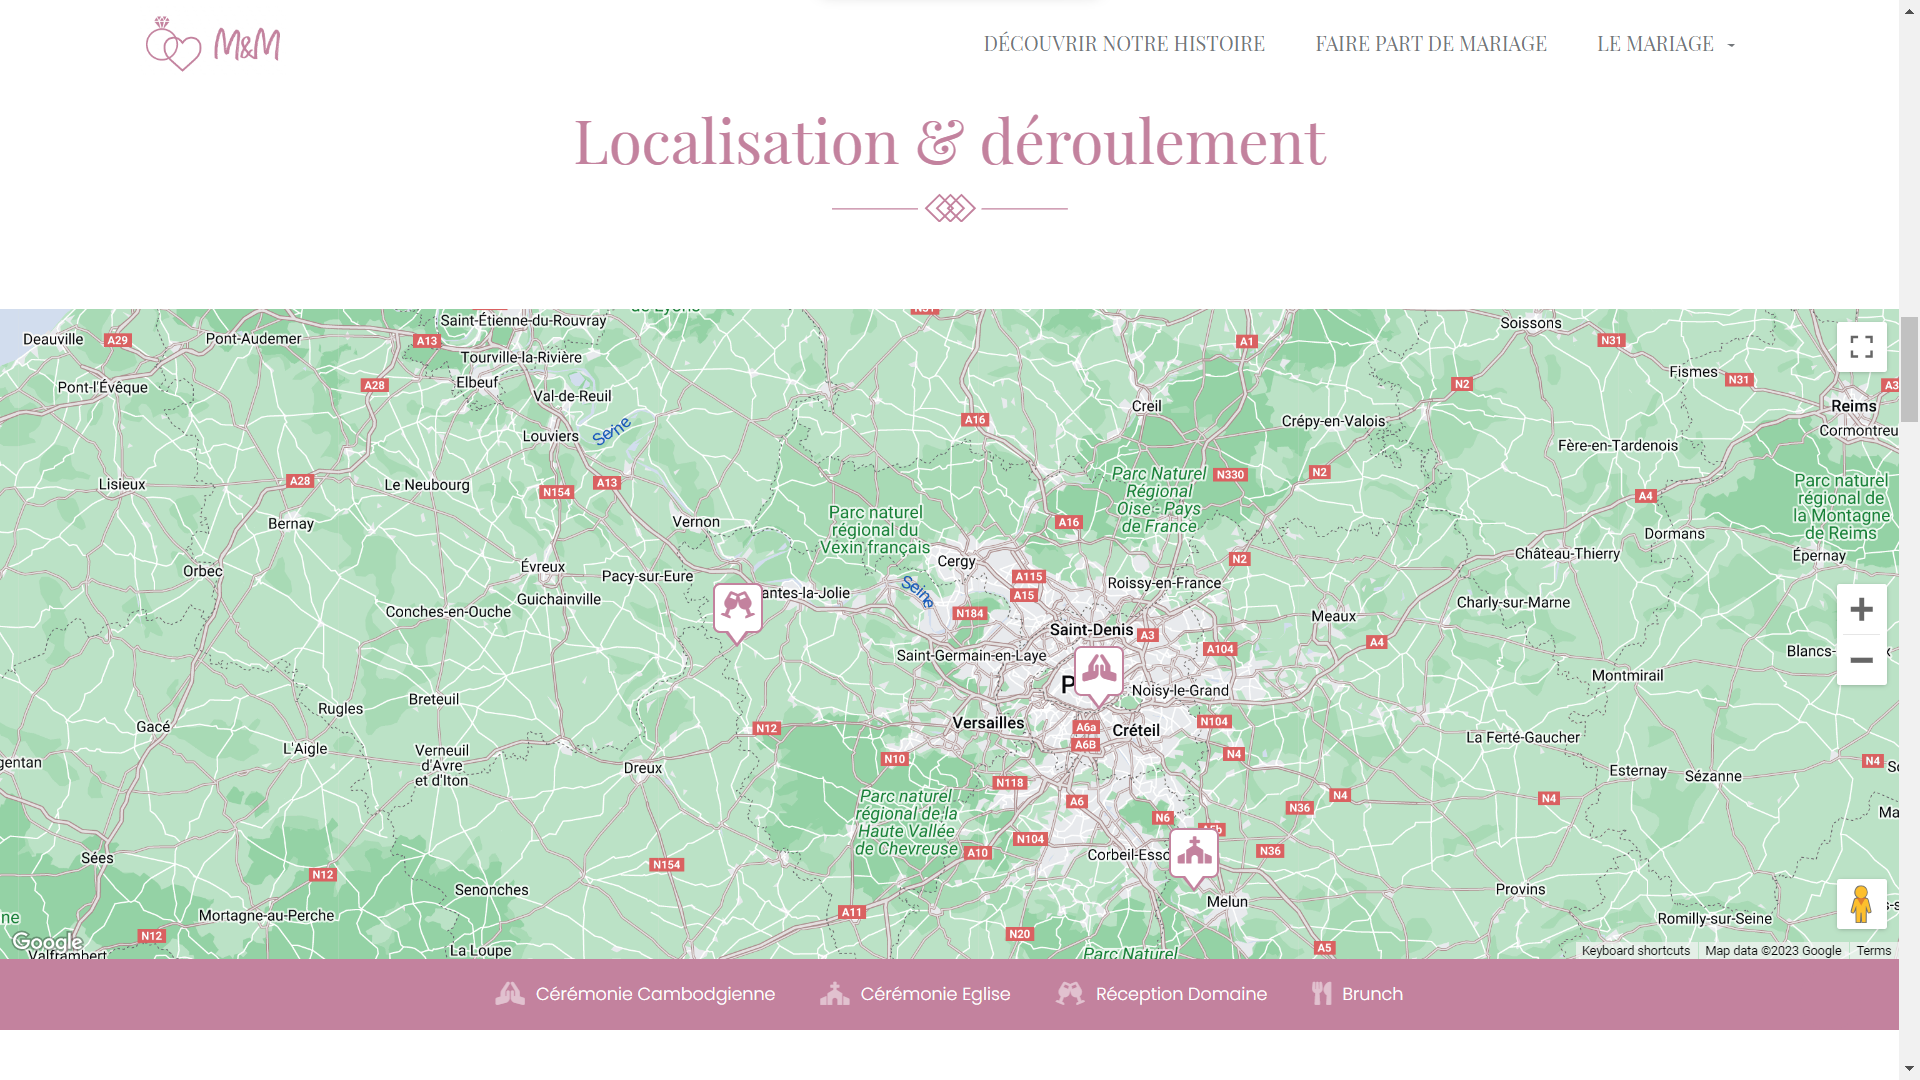 M&M
DÉCOUVRIR NOTRE HISTOIRE
FAIRE PART DE MARIAGE
LE MARIAGE
Localisation & déroulement
Deauville
A29
Pont-Audemer
Saint-Étienne-du-Rouvray
A13
Tourville-la-Rivière
A1
Soissons
N31
Pont-l'Évêque
A28
Elbeuf
Val-de-Reuil
Fismes
N31
A3
N2
Louviers
Seine
A16
Creil
Crépy-en-Valois
Reims
Cormontreu
Fère-en-Tardenois
Lisieux
A28
Le Neubourg
N154
A13
Parc Naturel
Régional
Oise - Pays
de France
N330
N2
A4
Parc naturel
régional de
la Montagne
de Reims
Bernay
Vernon
Parc naturel
régional du
Vexin français
A16
Dormans
Épernay
Orbec
Évreux
Pacy-sur-Eure
Cergy
N2
Château-Thierry
Guichainville
Conches-en-Ouche
antes-la-Jolie
Seine
A115
A15
N184
Roissy-en-France
Charly-sur-Marne
Meaux
Saint-Denis
A3
A104
A4
Saint-Germain-en-Laye
Blancs-
P
Noisy-le-Grand
Montmirail
Rugles
Breteuil
Gacé
L'Aigle
Verneuil
d'Avre
et d'Iton
N12
Versailles
A6a
A6B
Créteil
N104
N4
La Ferté-Gaucher
gentan
Dreux
N10
N118
Esternay
Sézanne
N4
Parc naturel
régional de la
Haute Vallée
de Chevreuse
A6
N6
N36
N4
N4
Ma
Sées
N12
N154
N104
A10
Corbeil-Esso
N36
Senonches
Melun
Provins
Mortagne-au-Perche
A11
N20
A5
Romilly-sur-Seine
ne
N12
Google
Valframbert
La Loupe
Parc Naturel
Keyboard shortcuts
Map data ©2023 Google
Terms
Cérémonie Cambodgienne
Cérémonie Eglise
Réception Domaine
Brunch